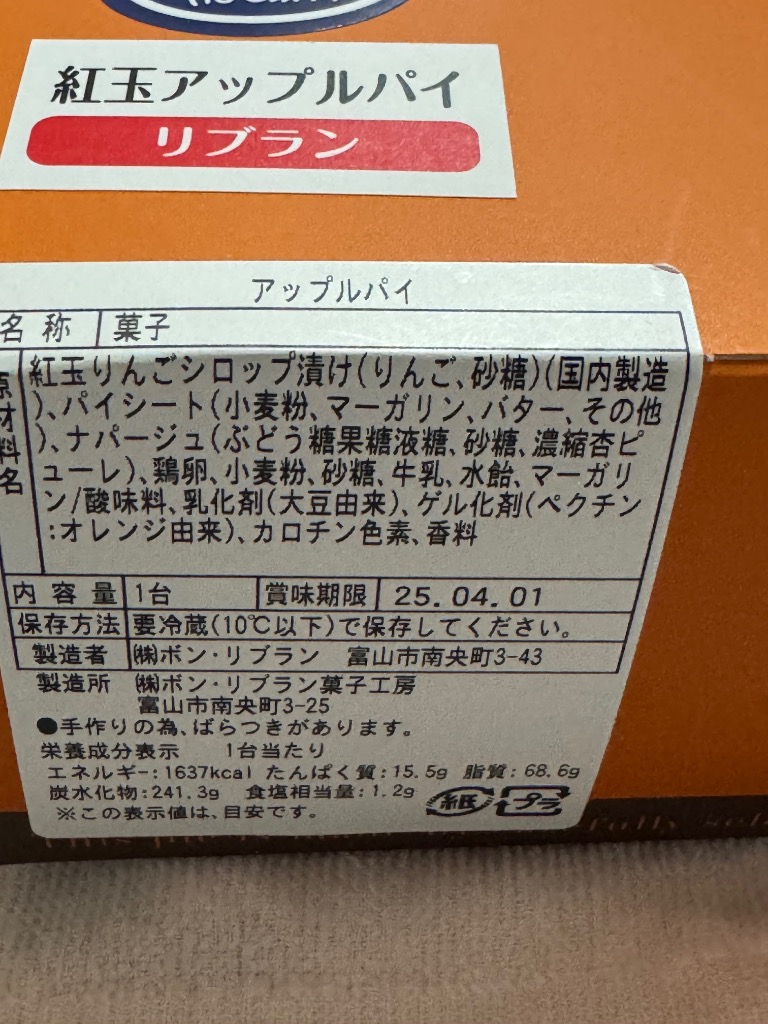 紅玉アップルパイ
リブラン
アップルパイ
名 称 菓子
原材料名 紅玉りんごシロップ漬け(りんご、砂糖)(国内製造
)、パイシート(小麦粉、マーガリン、バター、その他
)、ナパージュ(ぶどう糖果糖液糖、砂糖、濃縮杏ピ
ューレ)、鶏卵、小麦粉、砂糖、牛乳、水飴、マーガリ
ン/酸味料、乳化剤(大豆由来)、ゲル化剤(ペクチン
:オレンジ由来)、カロチン色素、香料
内 容 量 1台 賞味期限 25.04.01
保存方法 要冷蔵(10℃以下)で保存してください。
製造者 ㈱ボン・リブラン 富山市南央町3-43
製造所 ㈱ボン・リブラン菓子工房
富山市南央町3-25
●手作りの為、ばらつきがあります。
栄養成分表示 1台当たり
エネルギー:1637kcal たんぱく質:15.5g 脂質:68.6g
炭水化物:241.3g 食塩相当量:1.2g 紙 プラ
※この表示値は、目安です。